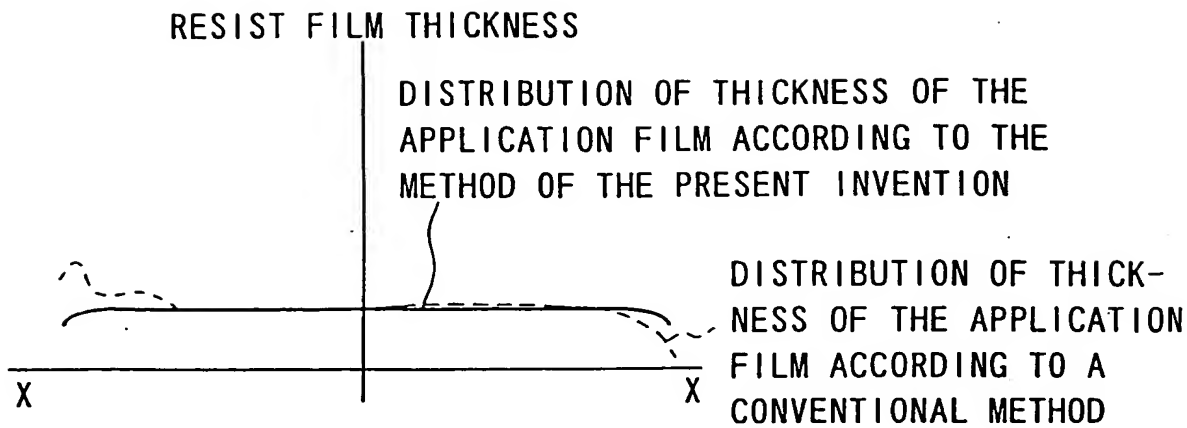 RESIST FILM THICKNESS
DISTRIBUTION OF THICKNESS OF THE
APPLICATION FILM ACCORDING TO THE
METHOD OF THE PRESENT INVENTION
DISTRIBUTION OF THICK-
NESS OF THE APPLICATION
FILM ACCORDING TO A
CONVENTIONAL METHOD
X
X